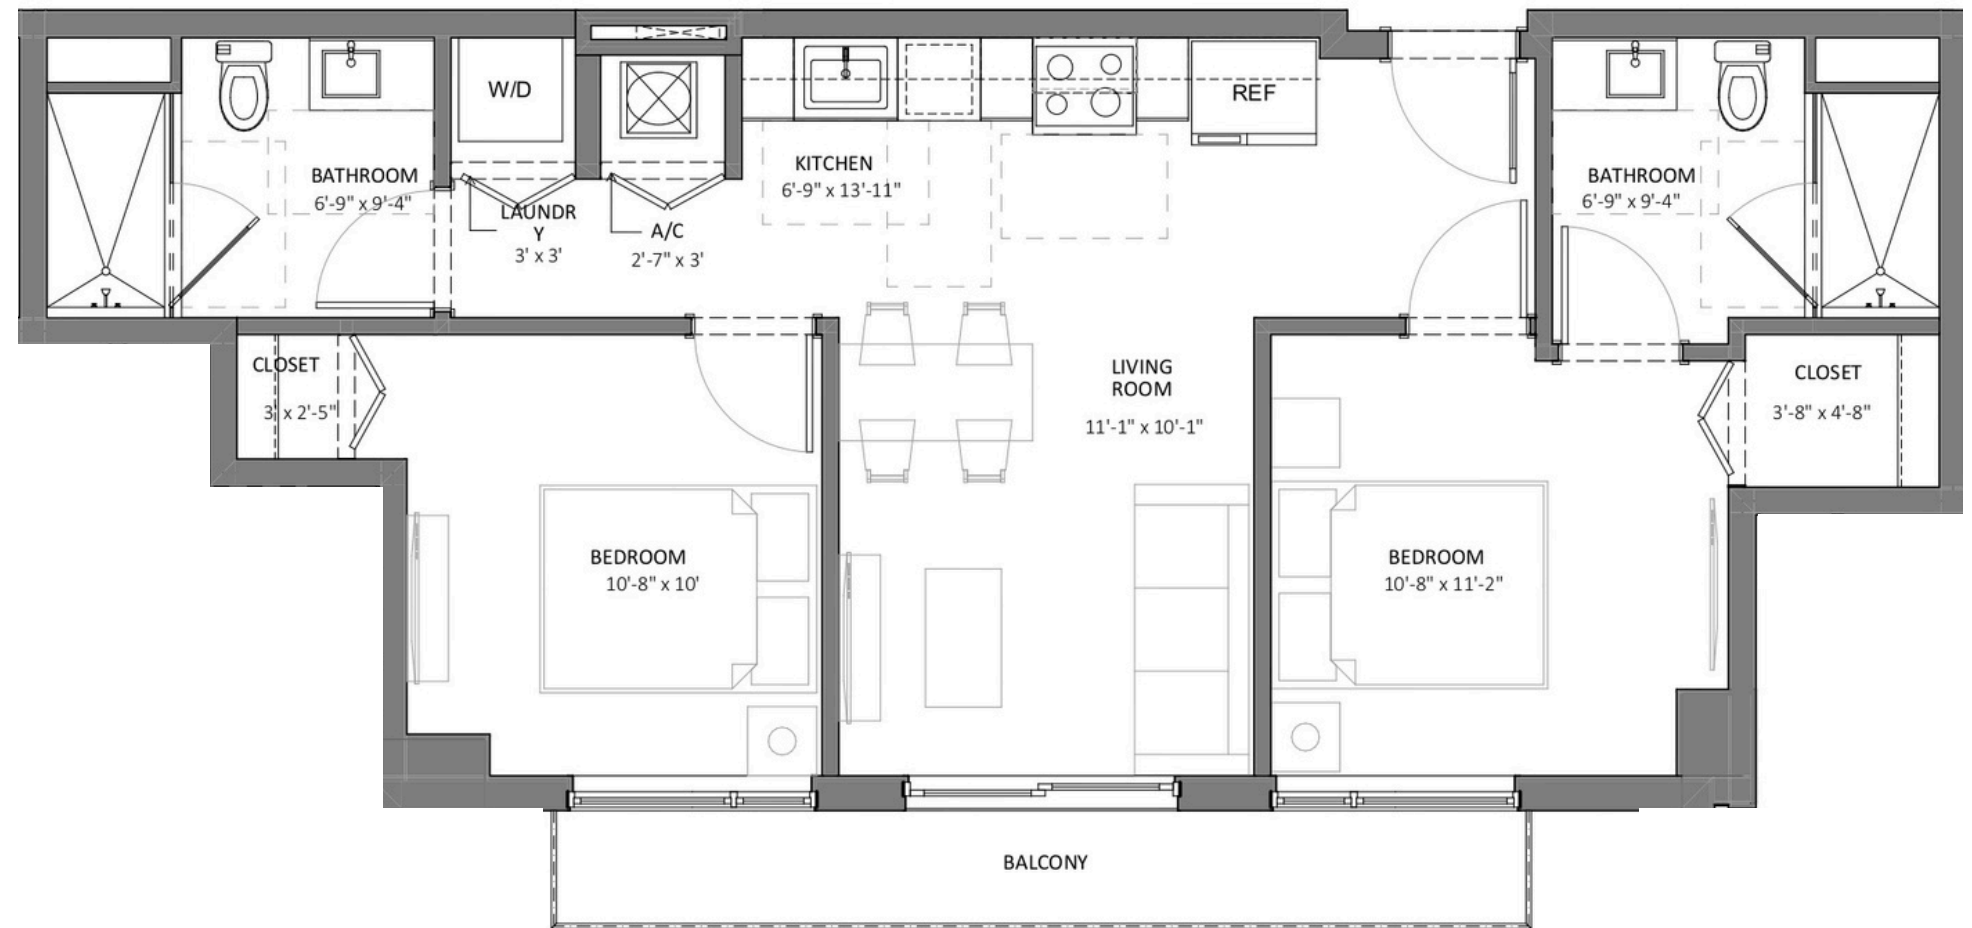 W/D
REF
KITCHEN
6'-9" x 13'-11"
BATHROOM
6'-9" x 9'-4"
LAUNDR
Y
3' x 3'
A/C
2'-7" x 3'
BATHROOM
6'-9" x 9'-4"
CLOSET
3' x 2'-5"
LIVING
ROOM
11'-1" x 10'-1"
CLOSET
3'-8" x 4'-8"
BEDROOM
10'-8" x 10'
BEDROOM
10'-8" x 11'-2"
BALCONY